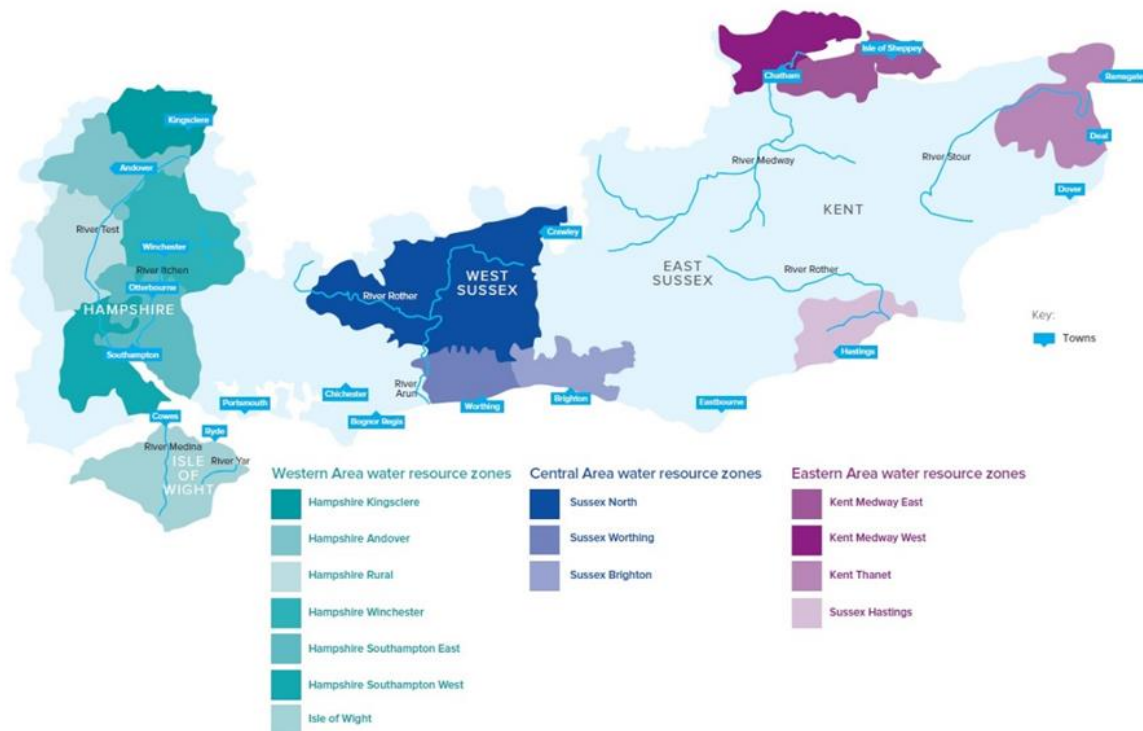 Isle of Sheppey
Chatham
Ramsgate
Kingsclere
Deal
Andover
River Medway
River Stour
Dover
KENT
River Test
Winchester
Crawley
River Itchen
WEST
SUSSEX
EAST
SUSSEX
River Rother
Otterbourne
River Rother
HAMPSHIRE
Key:
Towns
Southampton
Hastings
River
Arun
Chichester
Portsmouth
Brighton
Worthing
Eastbourne
Cowes
Bognor Regis
Ryde
River Medina
River Yar
ISLE
OF
WIGHT
Western Area water resource zones
Hampshire Kingsclere
Hampshire Andover
Hampshire Rural
Hampshire Winchester
Hampshire Southampton East
Hampshire Southampton West
Isle of Wight
Central Area water resource zones
Sussex North
Sussex Worthing
Sussex Brighton
Eastern Area water resource zones
Kent Medway East
Kent Medway West
Kent Thanet
Sussex Hastings